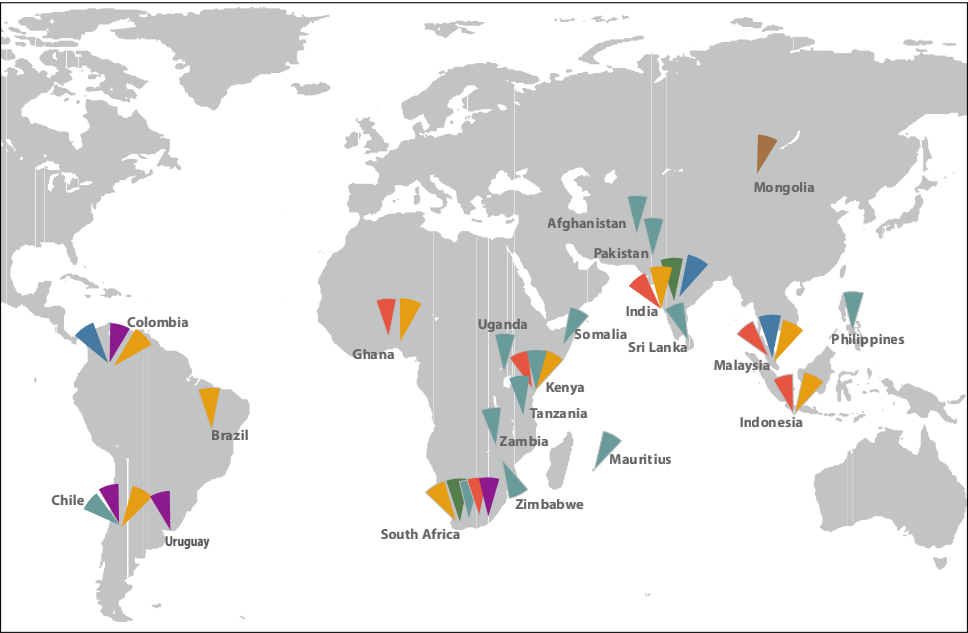 Mongolia
Afghanistan
Pakistan
India
Colombia
Uganda
Somalia
Sri Lanka
Philippines
Ghana
Malaysia
Kenya
Tanzania
Indonesia
Brazil
Zambia
Mauritius
Chile
Zimbabwe
South Africa
Uruguay